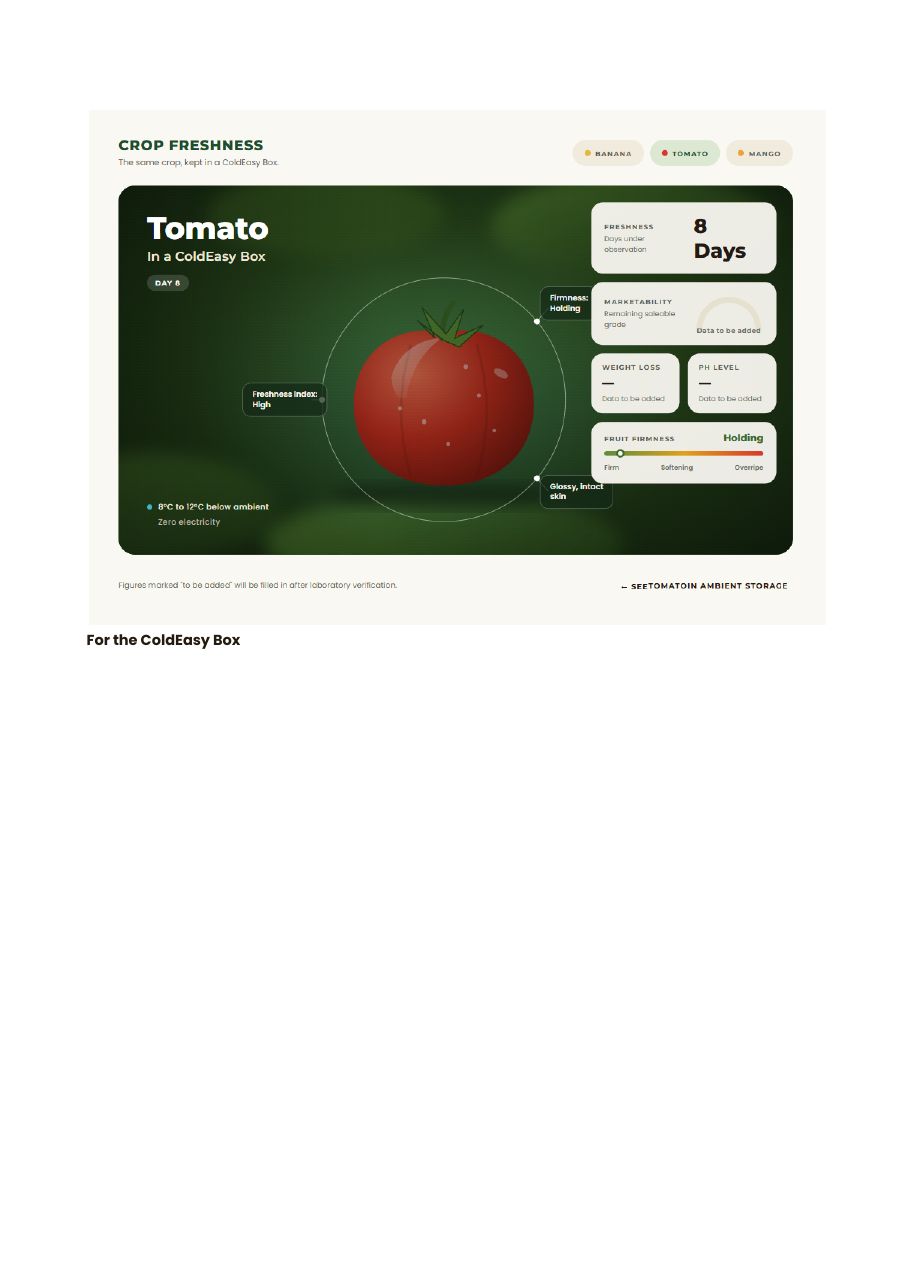 CROP FRESHNESS
The same crop, kept in a ColdEasy Box.
BANANA
TOMATO
MANGO
Tomato
In a ColdEasy Box
DAY 8
Firmness:
Holding
Freshness Index:
High
Glossy, intact
skin
8°C to 12°C below ambient
Zero electricity
FRESHNESS
Days under
observation
8
Days
MARKETABILITY
Remaining saleable
grade
Data to be added
WEIGHT LOSS
—
Data to be added
PH LEVEL
—
Data to be added
FRUIT FIRMNESS
Holding
Firm
Softening
Overripe
Figures marked "to be added" will be filled in after laboratory verification.
← SEETOMATOIN AMBIENT STORAGE
For the ColdEasy Box